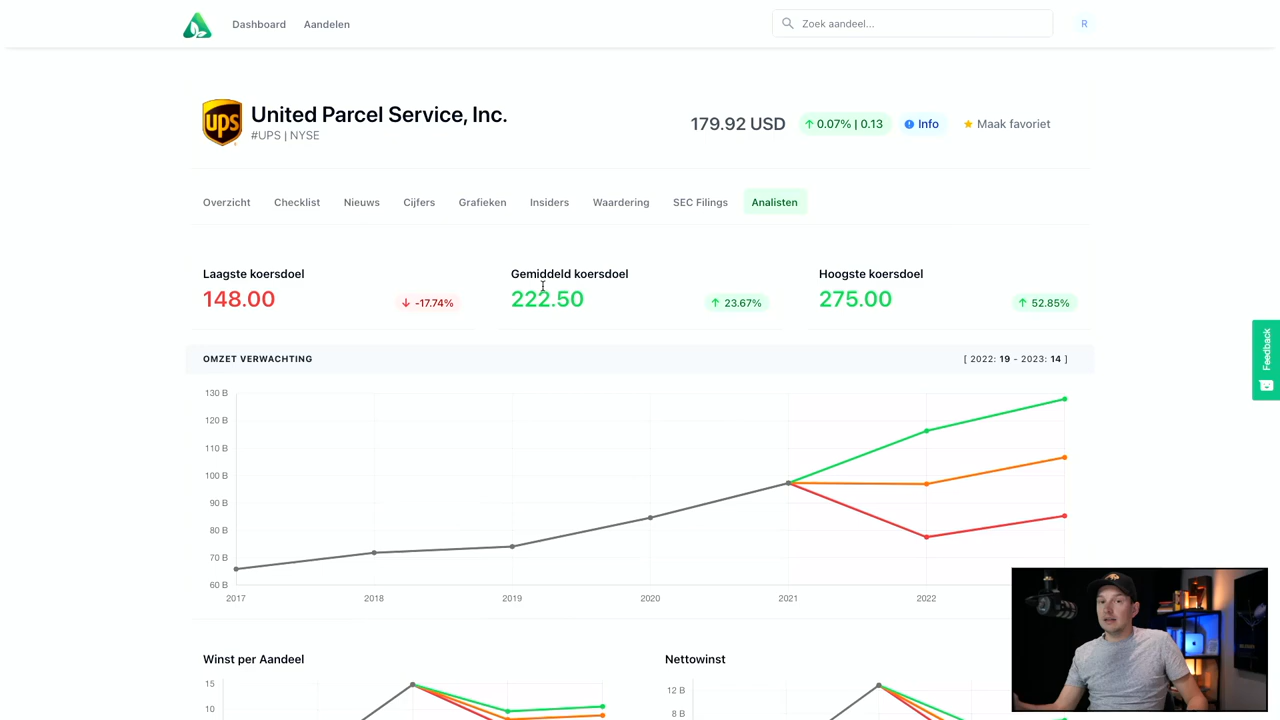 Dashboard
Aandelen
Zoek aandeel...
R
ups
United Parcel Service, Inc.
#UPS | NYSE
179.92 USD
0.07% | 0.13
Info
Maak favoriet
Overzicht
Checklist
Nieuws
Cijfers
Grafieken
Insiders
Waardering
SEC Filings
Analisten
Laagste koersdoel
148.00
-17.74%
Gemiddeld koersdoel
222.50
23.67%
Hoogste koersdoel
275.00
52.85%
Feedback
OMZET VERWACHTING
[ 2022: 19 - 2023: 14 ]
130 B
120 B
110 B
100 B
90 B
80 B
70 B
60 B
2017
2018
2019
2020
2021
2022
Winst per Aandeel
15
10
Nettowinst
12 B
8 B